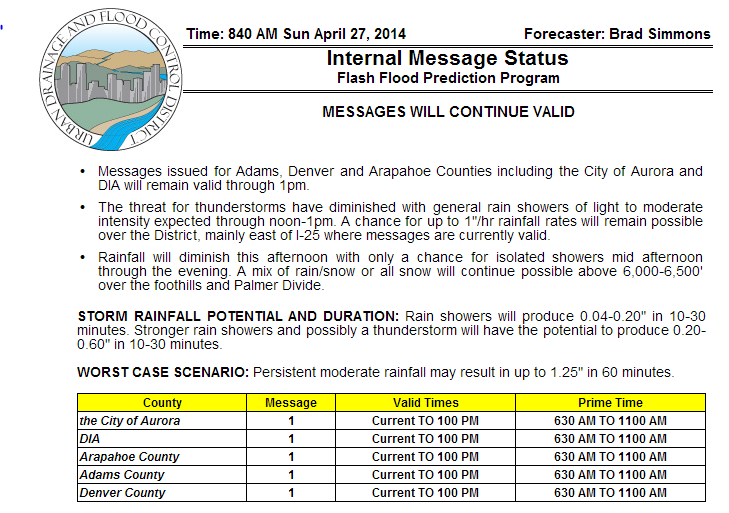 URBAN DRAINAGE AND FLOOD CONTROL DISTRICT
Time: 840 AM Sun April 27, 2014 Forecaster: Brad Simmons
Internal Message Status
Flash Flood Prediction Program
MESSAGES WILL CONTINUE VALID
• Messages issued for Adams, Denver and Arapahoe Counties including the City of Aurora and
DIA will remain valid through 1pm.
• The threat for thunderstorms have diminished with general rain showers of light to moderate
intensity expected through noon-1pm. A chance for up to 1"/hr rainfall rates will remain possible
over the District, mainly east of I-25 where messages are currently valid.
• Rainfall will diminish this afternoon with only a chance for isolated showers mid afternoon
through the evening. A mix of rain/snow or all snow will continue possible above 6,000-6,500'
over the foothills and Palmer Divide.
STORM RAINFALL POTENTIAL AND DURATION: Rain showers will produce 0.04-0.20" in 10-30
minutes. Stronger rain showers and possibly a thunderstorm will have the potential to produce 0.20-
0.60" in 10-30 minutes.
WORST CASE SCENARIO: Persistent moderate rainfall may result in up to 1.25" in 60 minutes.
County Message Valid Times Prime Time
the City of Aurora 1 Current TO 100 PM 630 AM TO 1100 AM
DIA 1 Current TO 100 PM 630 AM TO 1100 AM
Arapahoe County 1 Current TO 100 PM 630 AM TO 1100 AM
Adams County 1 Current TO 100 PM 630 AM TO 1100 AM
Denver County 1 Current TO 100 PM 630 AM TO 1100 AM